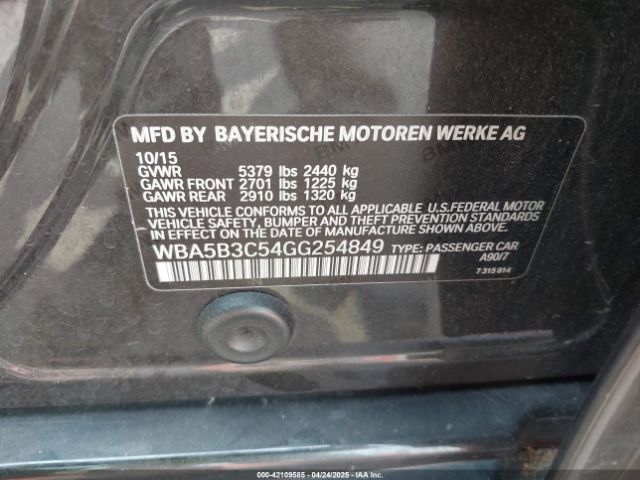 MFD BY BAYERISCHE MOTOREN WERKE AG
10/15
GVWR 5379 lbs 2440 kg
GAWR FRONT 2701 lbs 1225 kg
GAWR REAR 2910 lbs 1320 kg
THIS VEHICLE CONFORMS TO ALL APPLICABLE U.S.FEDERAL MOTOR
VEHICLE SAFETY, BUMPER AND THEFT PREVENTION STANDARDS
IN EFFECT ON THE DATE OF MANUFACTURE SHOWN ABOVE.
WBA5B3C54GG254849 TYPE: PASSENGER CAR
A90/7
7 315 814
000-42109585 - 04/24/2025 - IAA